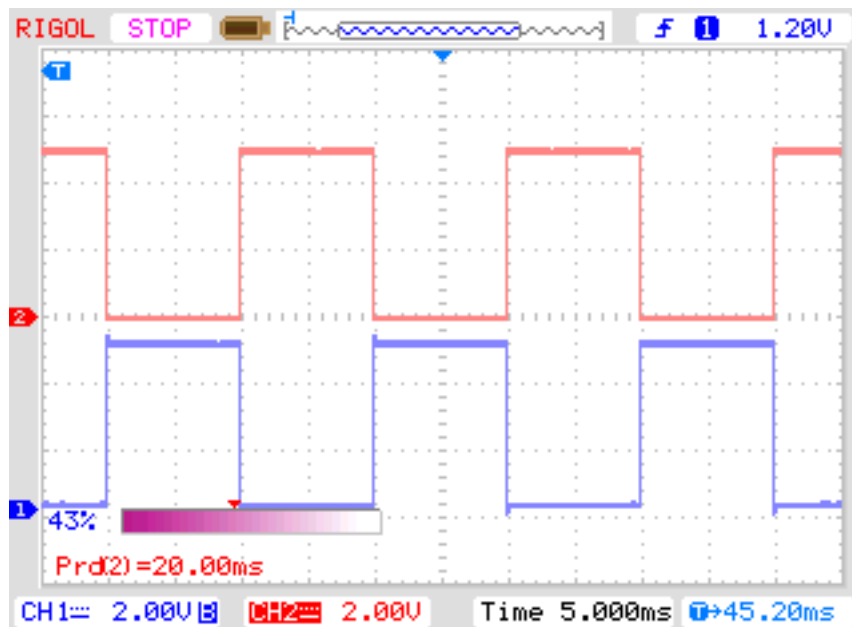 RIGOL STOP T f 1 1.20V
T
2
1
43%
Prd(2)=20.00ms
CH1 2.00V B CH2 2.00V Time 5.000ms T→45.20ms